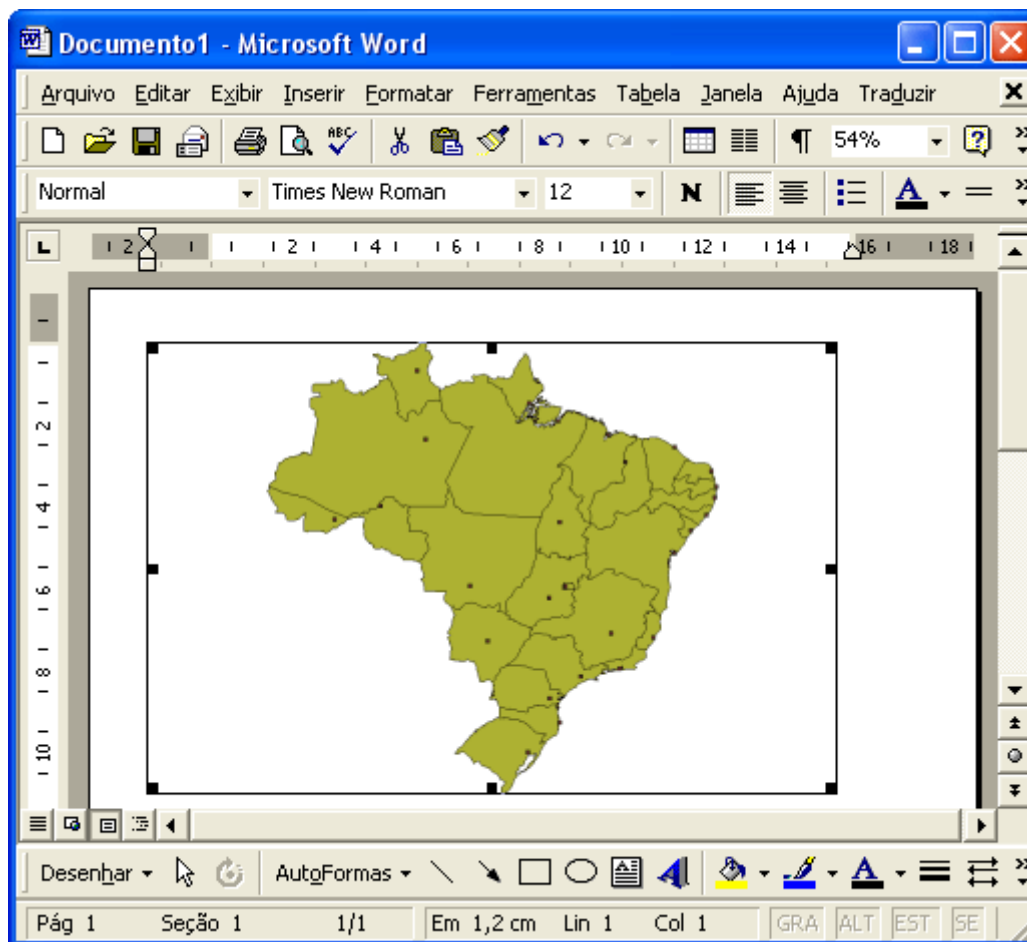 Documento1 - Microsoft Word
Arquivo Editar Exibir Inserir Formatar Ferramentas Tabela Janela Ajuda Traduzir
ABC 54%
Normal Times New Roman 12 N A
L 2 2 4 6 8 10 12 14 16 18
2
4
6
8
10
Desenhar AutoFormas A A
Pág 1 Seção 1 1/1 Em 1,2 cm Lin 1 Col 1 GRA ALT EST SE